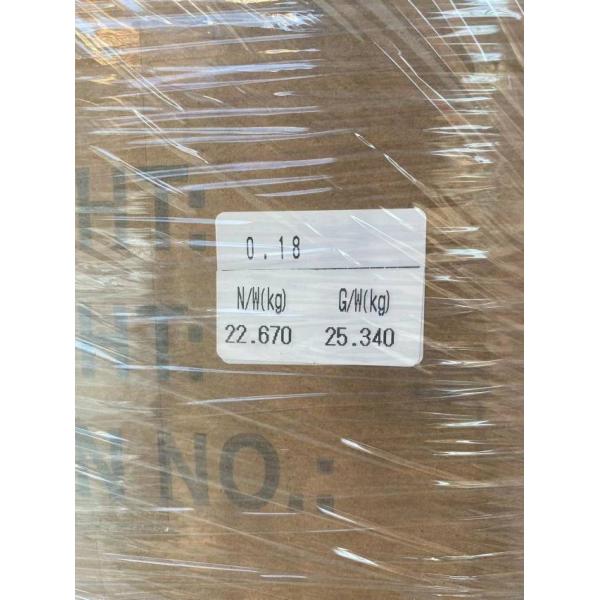 HT:
0.18
N/W(kg) G/W(kg)
22.670 25.340
HT:
N NO.: